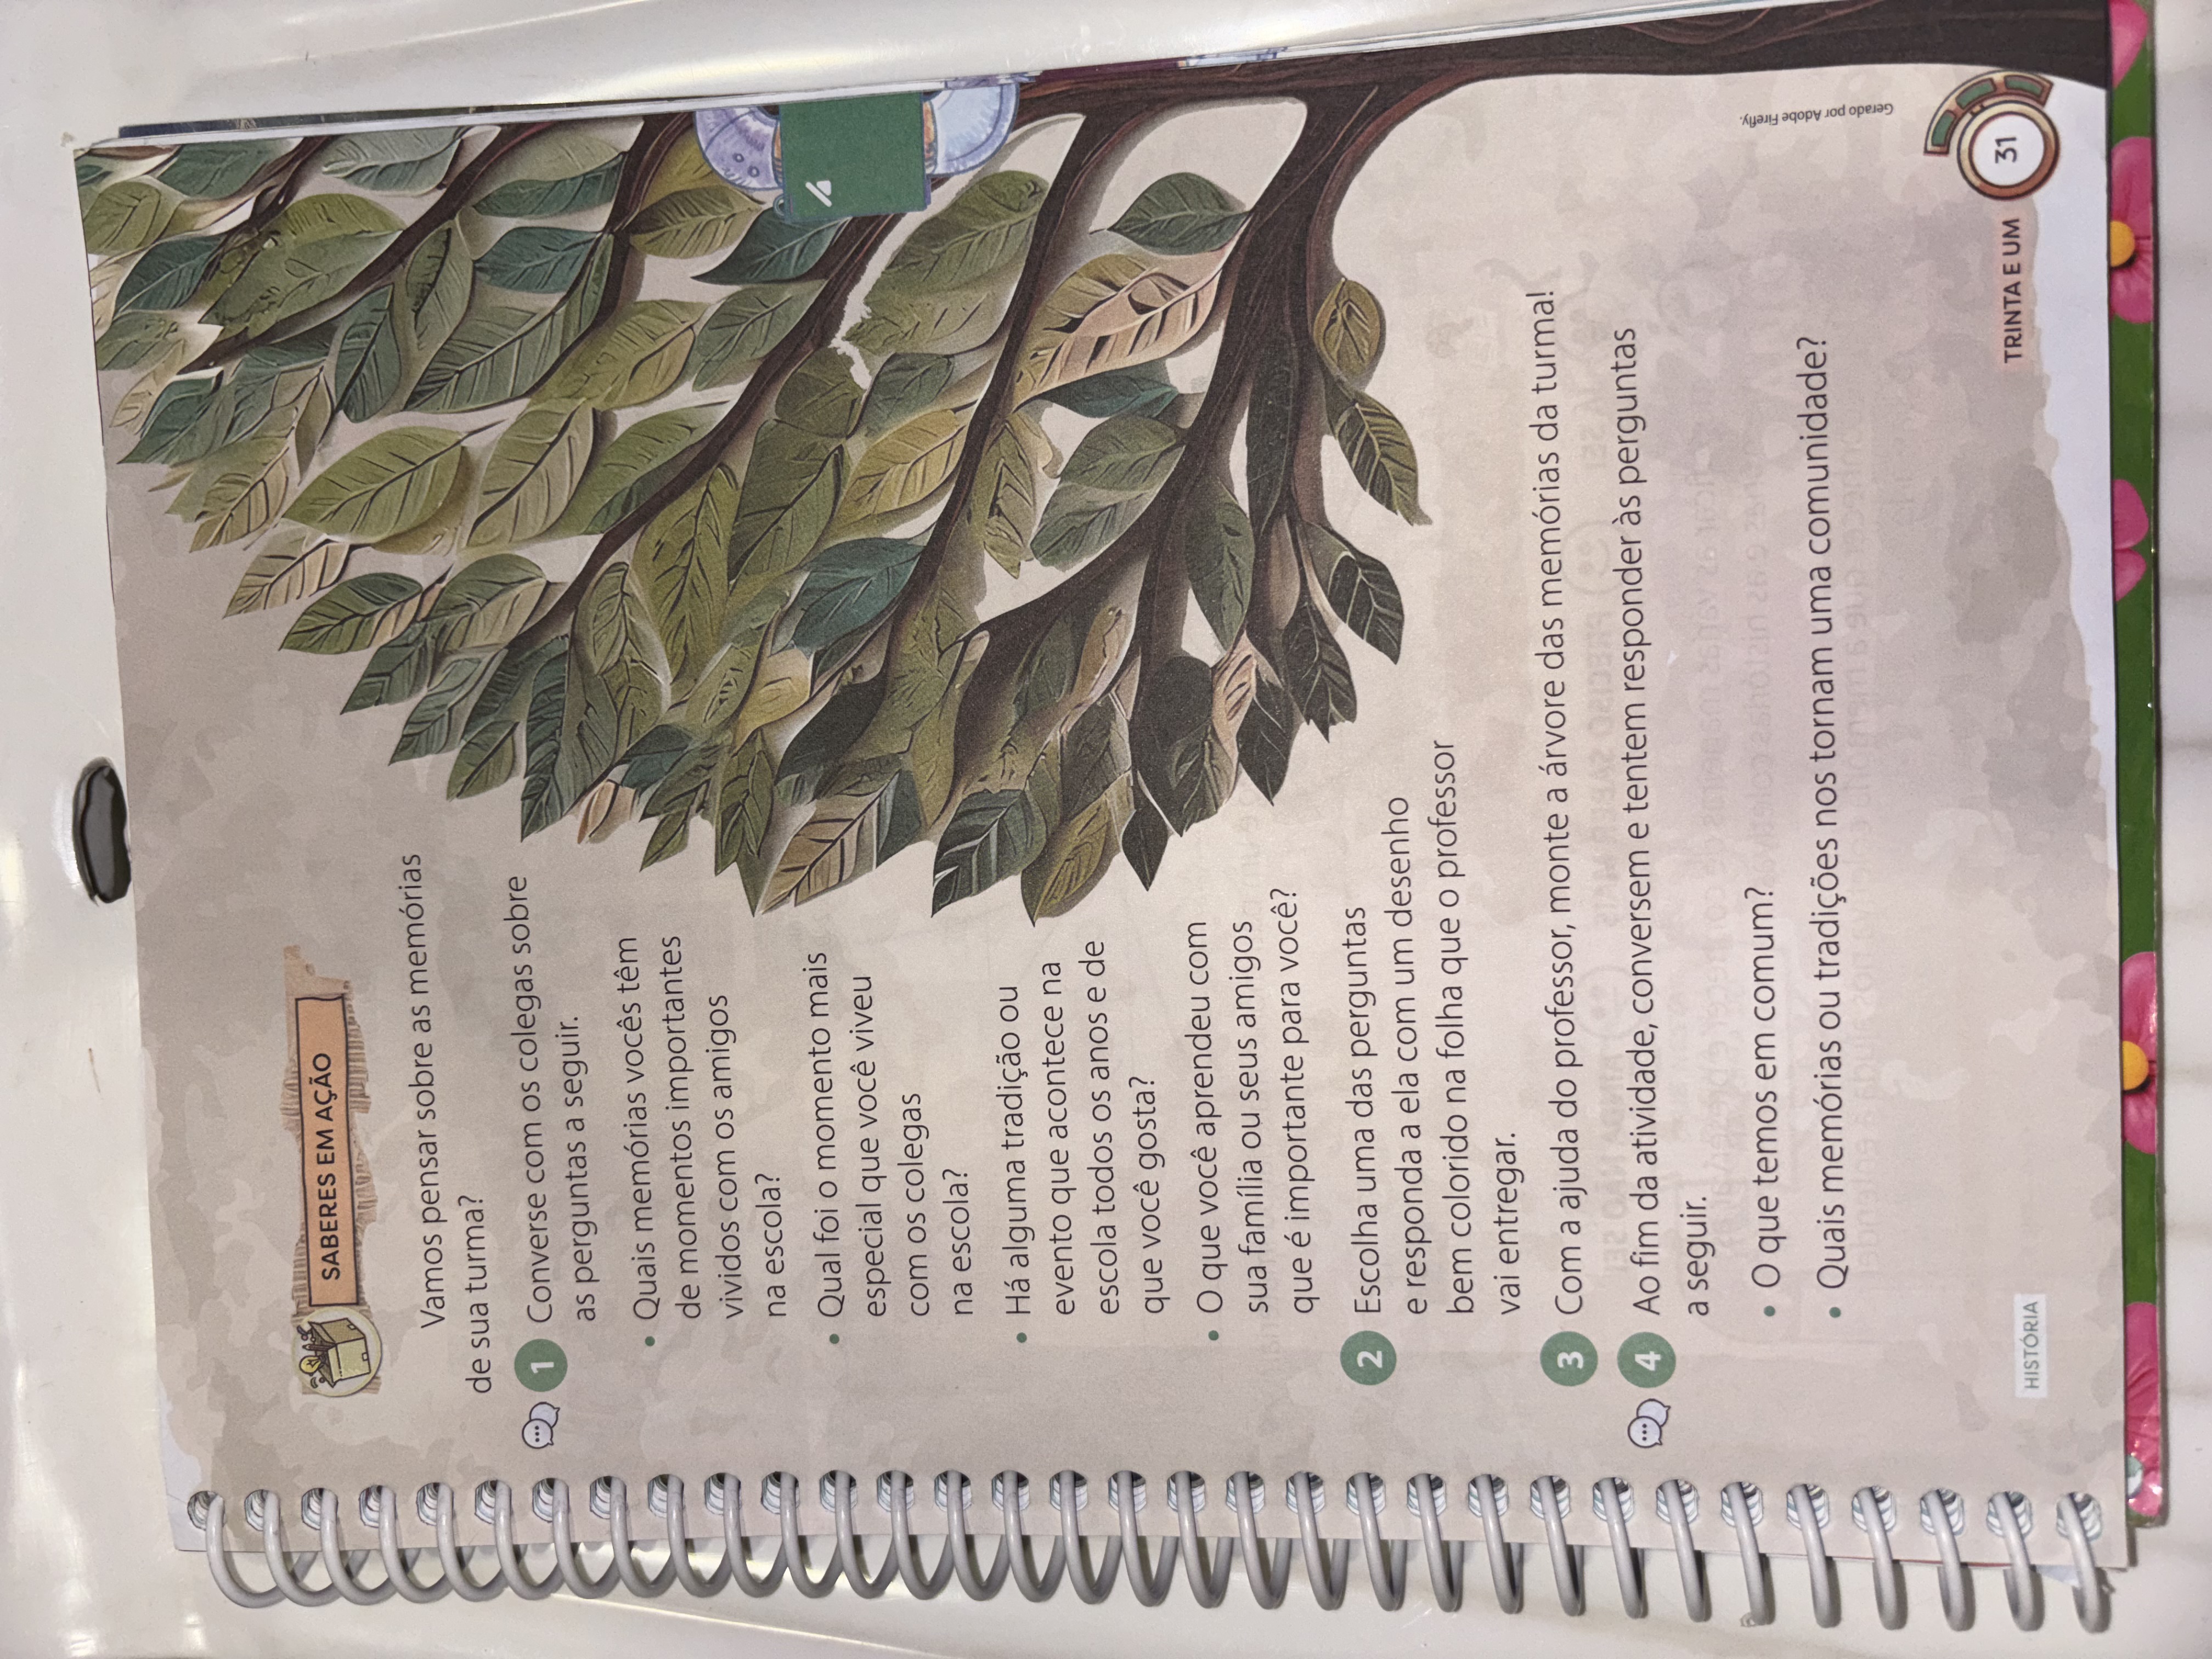 SABERES EM AÇÃO
Vamos pensar sobre as memórias
de sua turma?
1 Converse com os colegas sobre
as perguntas a seguir.
• Quais memórias vocês têm
de momentos importantes
vividos com os amigos
na escola?
• Qual foi o momento mais
especial que você viveu
com os colegas
na escola?
• Há alguma tradição ou
evento que acontece na
escola todos os anos e de
que você gosta?
• O que você aprendeu com
sua família ou seus amigos
que é importante para você?
2 Escolha uma das perguntas
e responda a ela com um desenho
bem colorido na folha que o professor
vai entregar.
3 Com a ajuda do professor, monte a árvore das memórias da turma!
4 Ao fim da atividade, conversem e tentem responder às perguntas
a seguir.
• O que temos em comum?
• Quais memórias ou tradições nos tornam uma comunidade?
Gerado por Adobe Firefly.
HISTÓRIA
TRINTA E UM 31